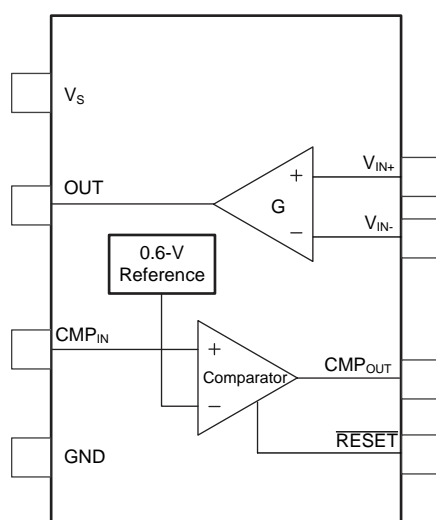 V_S
OUT
V_IN+
+
G
V_IN-
−
0.6-V
Reference
CMP_IN
+
Comparator
CMP_OUT
−
RESET
GND